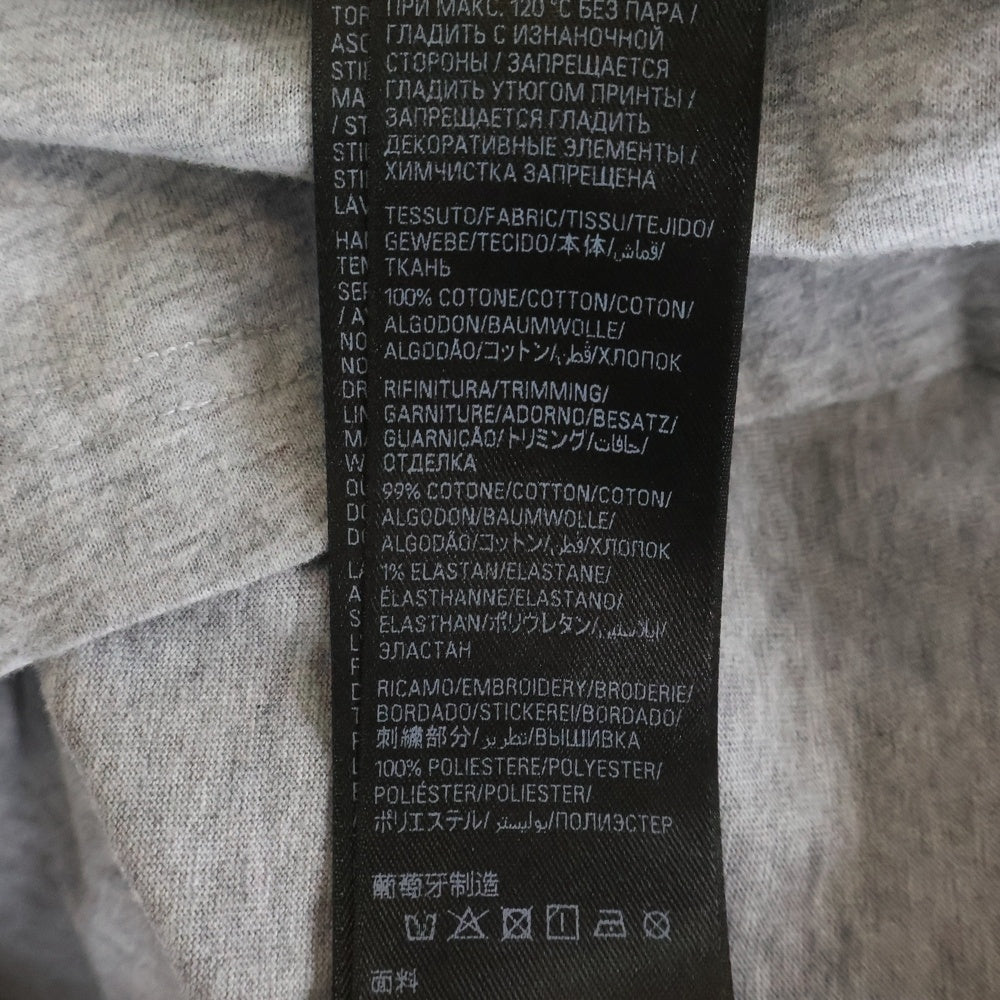 ПРИ МАКС. 120 °C БЕЗ ПАРА /
ГЛАДИТЬ С ИЗНАНОЧНОЙ
СТОРОНЫ / ЗАПРЕЩАЕТСЯ
ГЛАДИТЬ УТЮГОМ ПРИНТЫ /
ЗАПРЕЩАЕТСЯ ГЛАДИТЬ
ДЕКОРАТИВНЫЕ ЭЛЕМЕНТЫ /
ХИМЧИСТКА ЗАПРЕЩЕНА
TESSUTO/FABRIC/TISSU/TEJIDO/
GEWEBE/TECIDO/本体/قماش/
ТКАНЬ
100% COTONE/COTTON/COTON/
ALGODON/BAUMWOLLE/
ALGODÃO/コットン/قطن/ХЛОПОК
RIFINITURA/TRIMMING/
GARNITURE/ADORNO/BESATZ/
GUARNICÃO/トリミング/حافات/
ОТДЕЛКА
99% COTONE/COTTON/COTON/
ALGODON/BAUMWOLLE/
ALGODÃO/コットン/قطن/ХЛОПОК
1% ELASTAN/ELASTANE/
ÉLASTHANNE/ELASTANO/
ELASTHAN/ポリウレタン/إيلاستين/
ЭЛАСТАН
RICAMO/EMBROIDERY/BRODERIE/
BORDADO/STICKEREI/BORDADO/
刺繍部分/تطريز/ВЫШИВКА
100% POLIESTERE/POLYESTER/
POLIÉSTER/POLIESTER/
ポリエステル/بوليستر/ПОЛИЭСТЕР
葡萄牙制造
面料